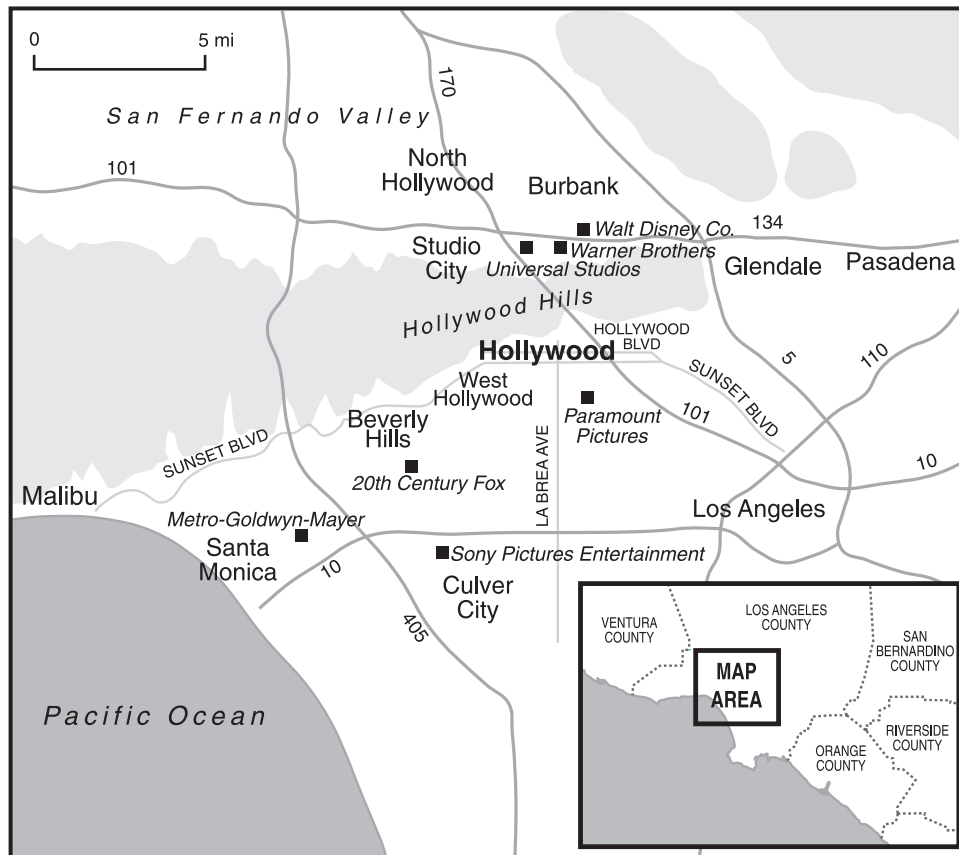 0
5 mi
170
San Fernando Valley
101
North
Hollywood
Burbank
Walt Disney Co.
134
Studio
City
Warner Brothers
Universal Studios
Glendale
Pasadena
Hollywood Hills
HOLLYWOOD
BLVD
Hollywood
5
110
SUNSET BLVD
West
Hollywood
Paramount
Pictures
101
Beverly
Hills
SUNSET BLVD
LA BREA AVE
10
20th Century Fox
Malibu
Los Angeles
Metro-Goldwyn-Mayer
Santa
Monica
10
Sony Pictures Entertainment
Culver
City
405
Pacific Ocean
VENTURA
COUNTY
LOS ANGELES
COUNTY
SAN
BERNARDINO
COUNTY
MAP
AREA
RIVERSIDE
COUNTY
ORANGE
COUNTY